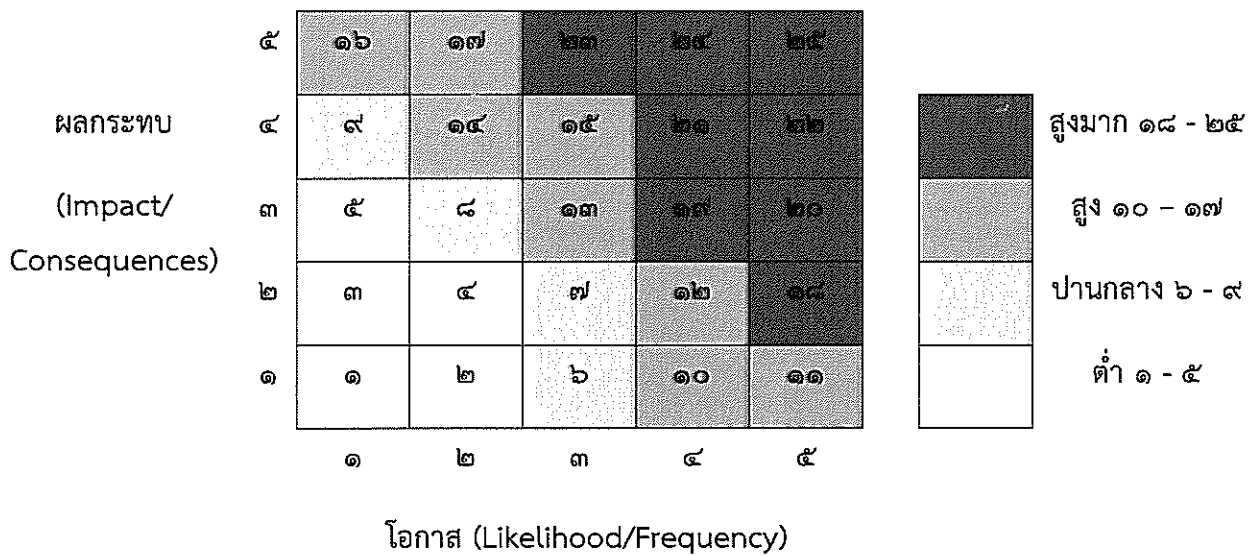 ๕ ๑๖ ๑๗ ๒๓ ๒๔ ๒๕
ผลกระทบ ๔ ๙ ๑๔ ๑๕ ๒๑ ๒๒ สูงมาก ๑๘ - ๒๕
(Impact/ ๓ ๕ ๘ ๑๓ ๑๙ ๒๐ สูง ๑๐ – ๑๗
Consequences)
๒ ๓ ๔ ๗ ๑๒ ๑๘ ปานกลาง ๖ - ๙
๑ ๑ ๒ ๖ ๑๐ ๑๑ ต่ำ ๑ - ๕
๑ ๒ ๓ ๔ ๕
โอกาส (Likelihood/Frequency)